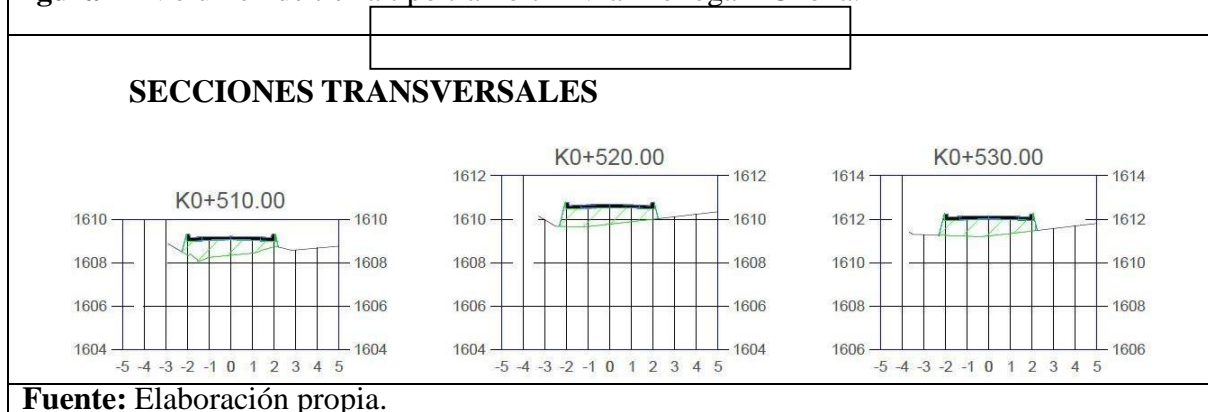 SECCIONES TRANSVERSALES
K0+510.00
1610 1610
1608 1608
1606 1606
1604 1604
-5 -4 -3 -2 -1 0 1 2 3 4 5
K0+520.00
1612 1612
1610 1610
1608 1608
1606 1606
1604 1604
-5 -4 -3 -2 -1 0 1 2 3 4 5
K0+530.00
1614 1614
1612 1612
1610 1610
1608 1608
1606 1606
-5 -4 -3 -2 -1 0 1 2 3 4 5
Fuente: Elaboración propia.